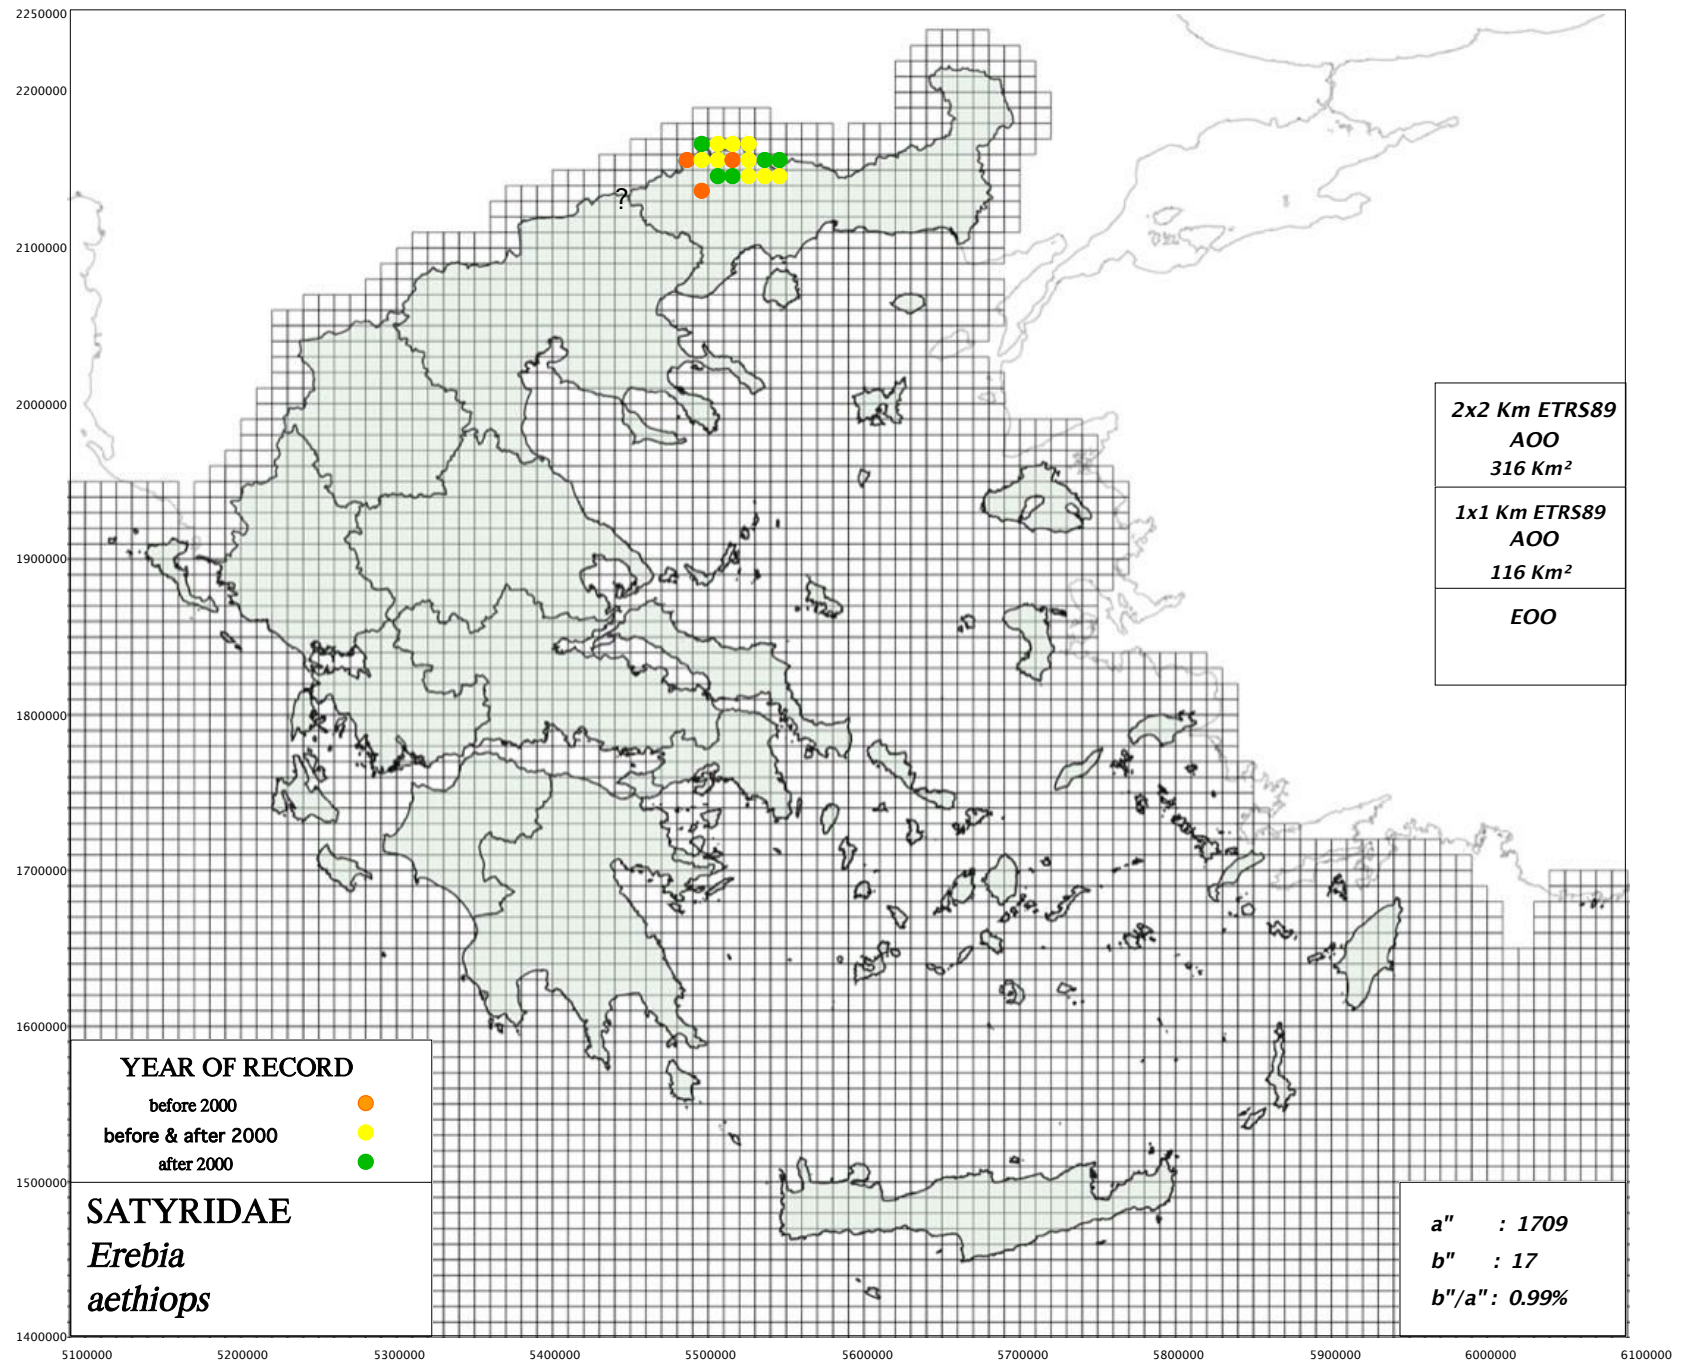 2250000
2200000
2100000
2000000
1900000
1800000
1700000
1600000
1500000
1400000
?
2x2 Km ETRS89
AOO
316 Km²
1x1 Km ETRS89
AOO
116 Km²
EOO
YEAR OF RECORD
before 2000
before & after 2000
after 2000
SATYRIDAE
Erebia
aethiops
a" : 1709
b" : 17
b"/a" : 0.99%
5100000 5200000 5300000 5400000 5500000 5600000 5700000 5800000 5900000 6000000 6100000